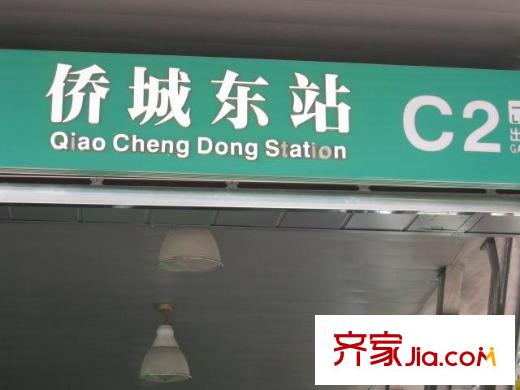 侨城东站
Qiao Cheng Dong Station
C2
齐家Jia.com